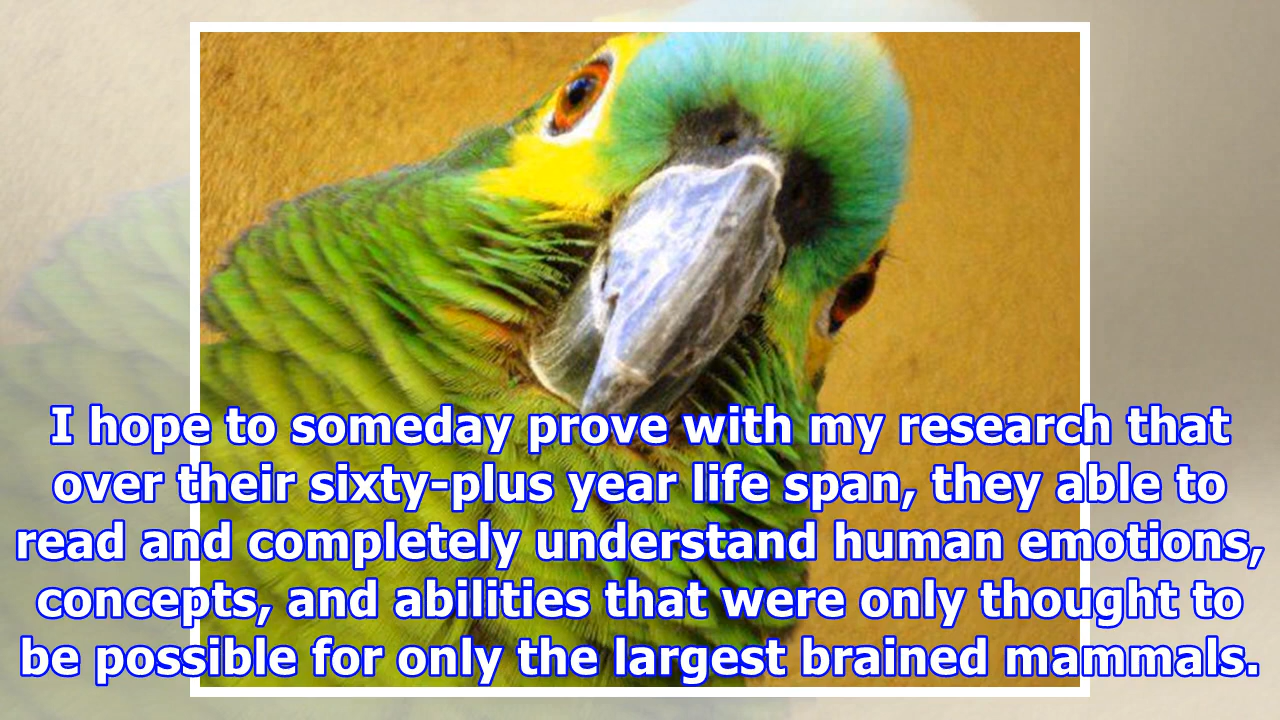 I hope to someday prove with my research that
over their sixty-plus year life span, they able to
read and completely understand human emotions,
concepts, and abilities that were only thought to
be possible for only the largest brained mammals.